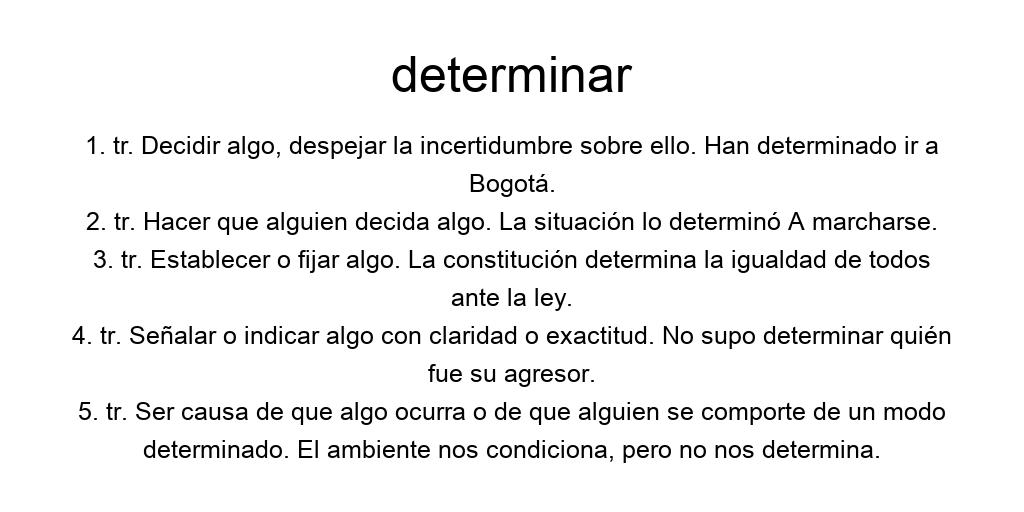 determinar
1. tr. Decidir algo, despejar la incertidumbre sobre ello. Han determinado ir a
Bogotá.
2. tr. Hacer que alguien decida algo. La situación lo determinó A marcharse.
3. tr. Establecer o fijar algo. La constitución determina la igualdad de todos
ante la ley.
4. tr. Señalar o indicar algo con claridad o exactitud. No supo determinar quién
fue su agresor.
5. tr. Ser causa de que algo ocurra o de que alguien se comporte de un modo
determinado. El ambiente nos condiciona, pero no nos determina.